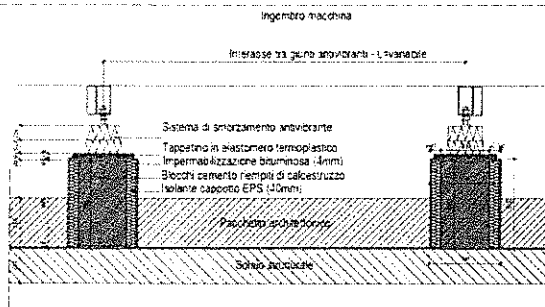 Ingombro macchina
Interasse tra giunti antivibranti - L=variabile
Sistema di smorzamento antivibrante
Tappetino in elastomero termoplastico
Impermabilizzazione bituminosa (4mm)
Blocchi cemento riempiti di calcestruzzo
Isolante cappotto EPS (40mm)
Pacchetto architettonico
Solaio strutturale